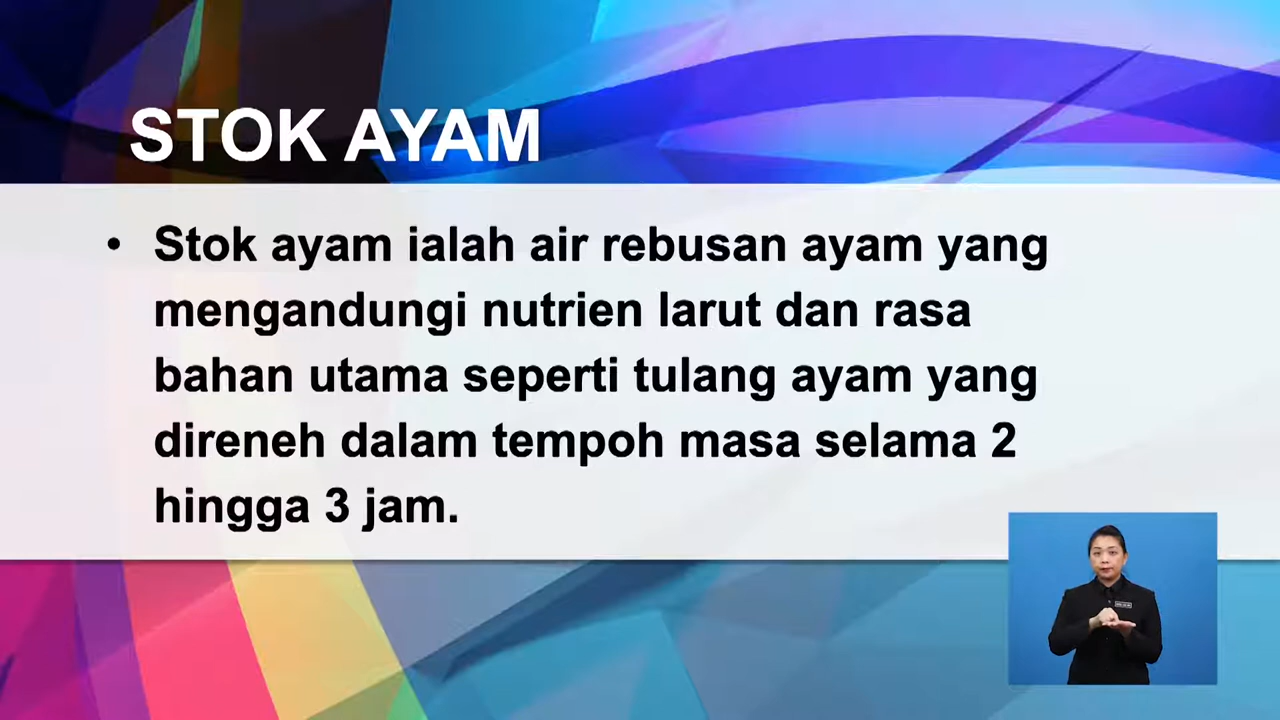 STOK AYAM
• Stok ayam ialah air rebusan ayam yang
mengandungi nutrien larut dan rasa
bahan utama seperti tulang ayam yang
direneh dalam tempoh masa selama 2
hingga 3 jam.